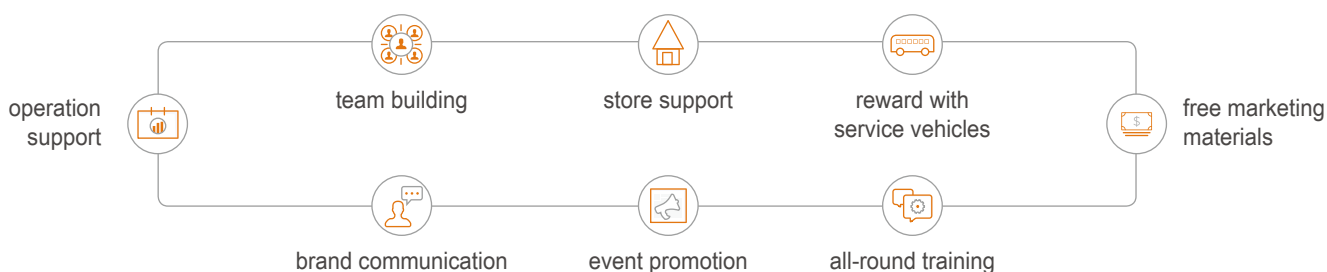 operation
support
team building
store support
reward with
service vehicles
free marketing
materials
$
brand communication
event promotion
all-round training